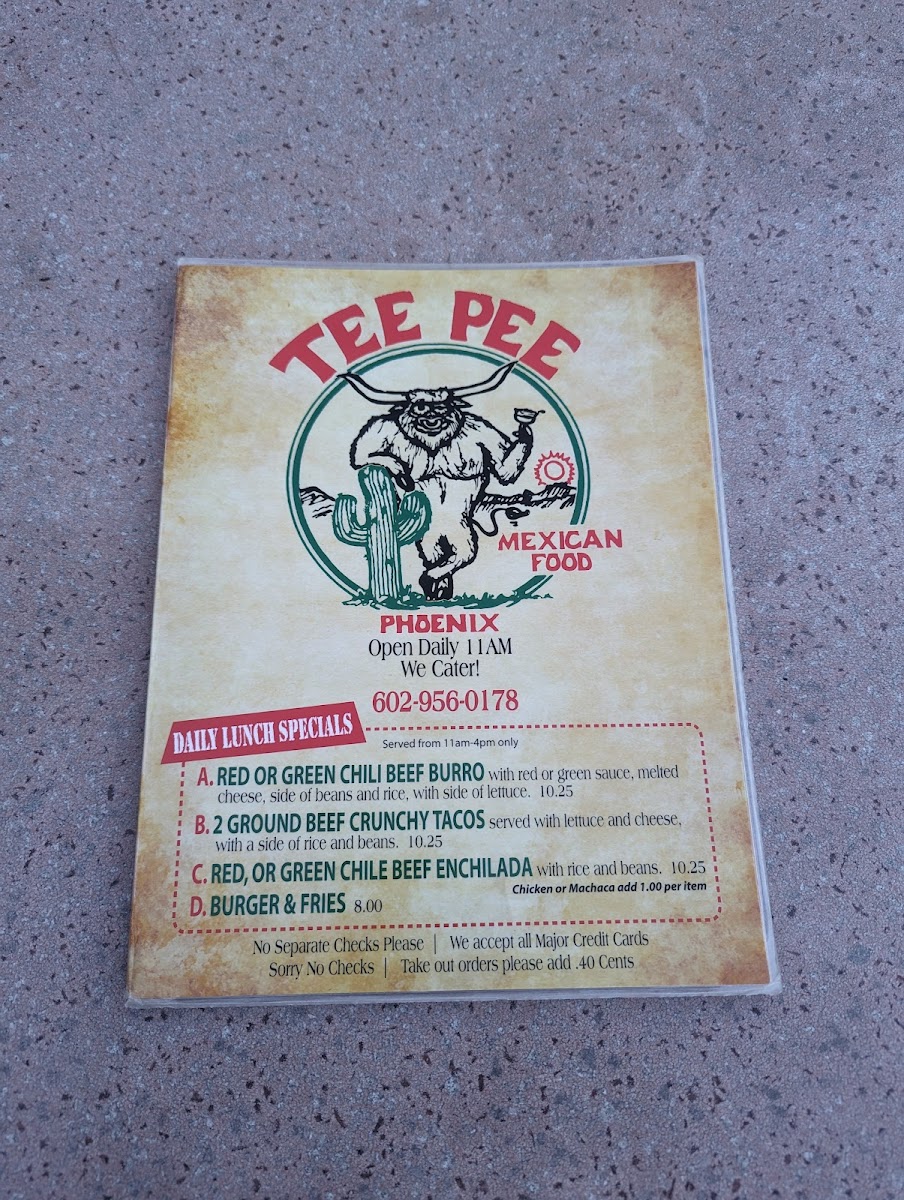 TEE PEE
MEXICAN
FOOD
PHOENIX
Open Daily 11AM
We Cater!
602-956-0178
DAILY LUNCH SPECIALS
Served from 11am-4pm only
A. RED OR GREEN CHILI BEEF BURRO with red or green sauce, melted
cheese, side of beans and rice, with side of lettuce. 10.25
B. 2 GROUND BEEF CRUNCHY TACOS served with lettuce and cheese,
with a side of rice and beans. 10.25
C. RED, OR GREEN CHILE BEEF ENCHILADA with rice and beans. 10.25
Chicken or Machaca add 1.00 per item
D. BURGER & FRIES 8.00
No Separate Checks Please | We accept all Major Credit Cards
Sorry No Checks | Take out orders please add .40 Cents